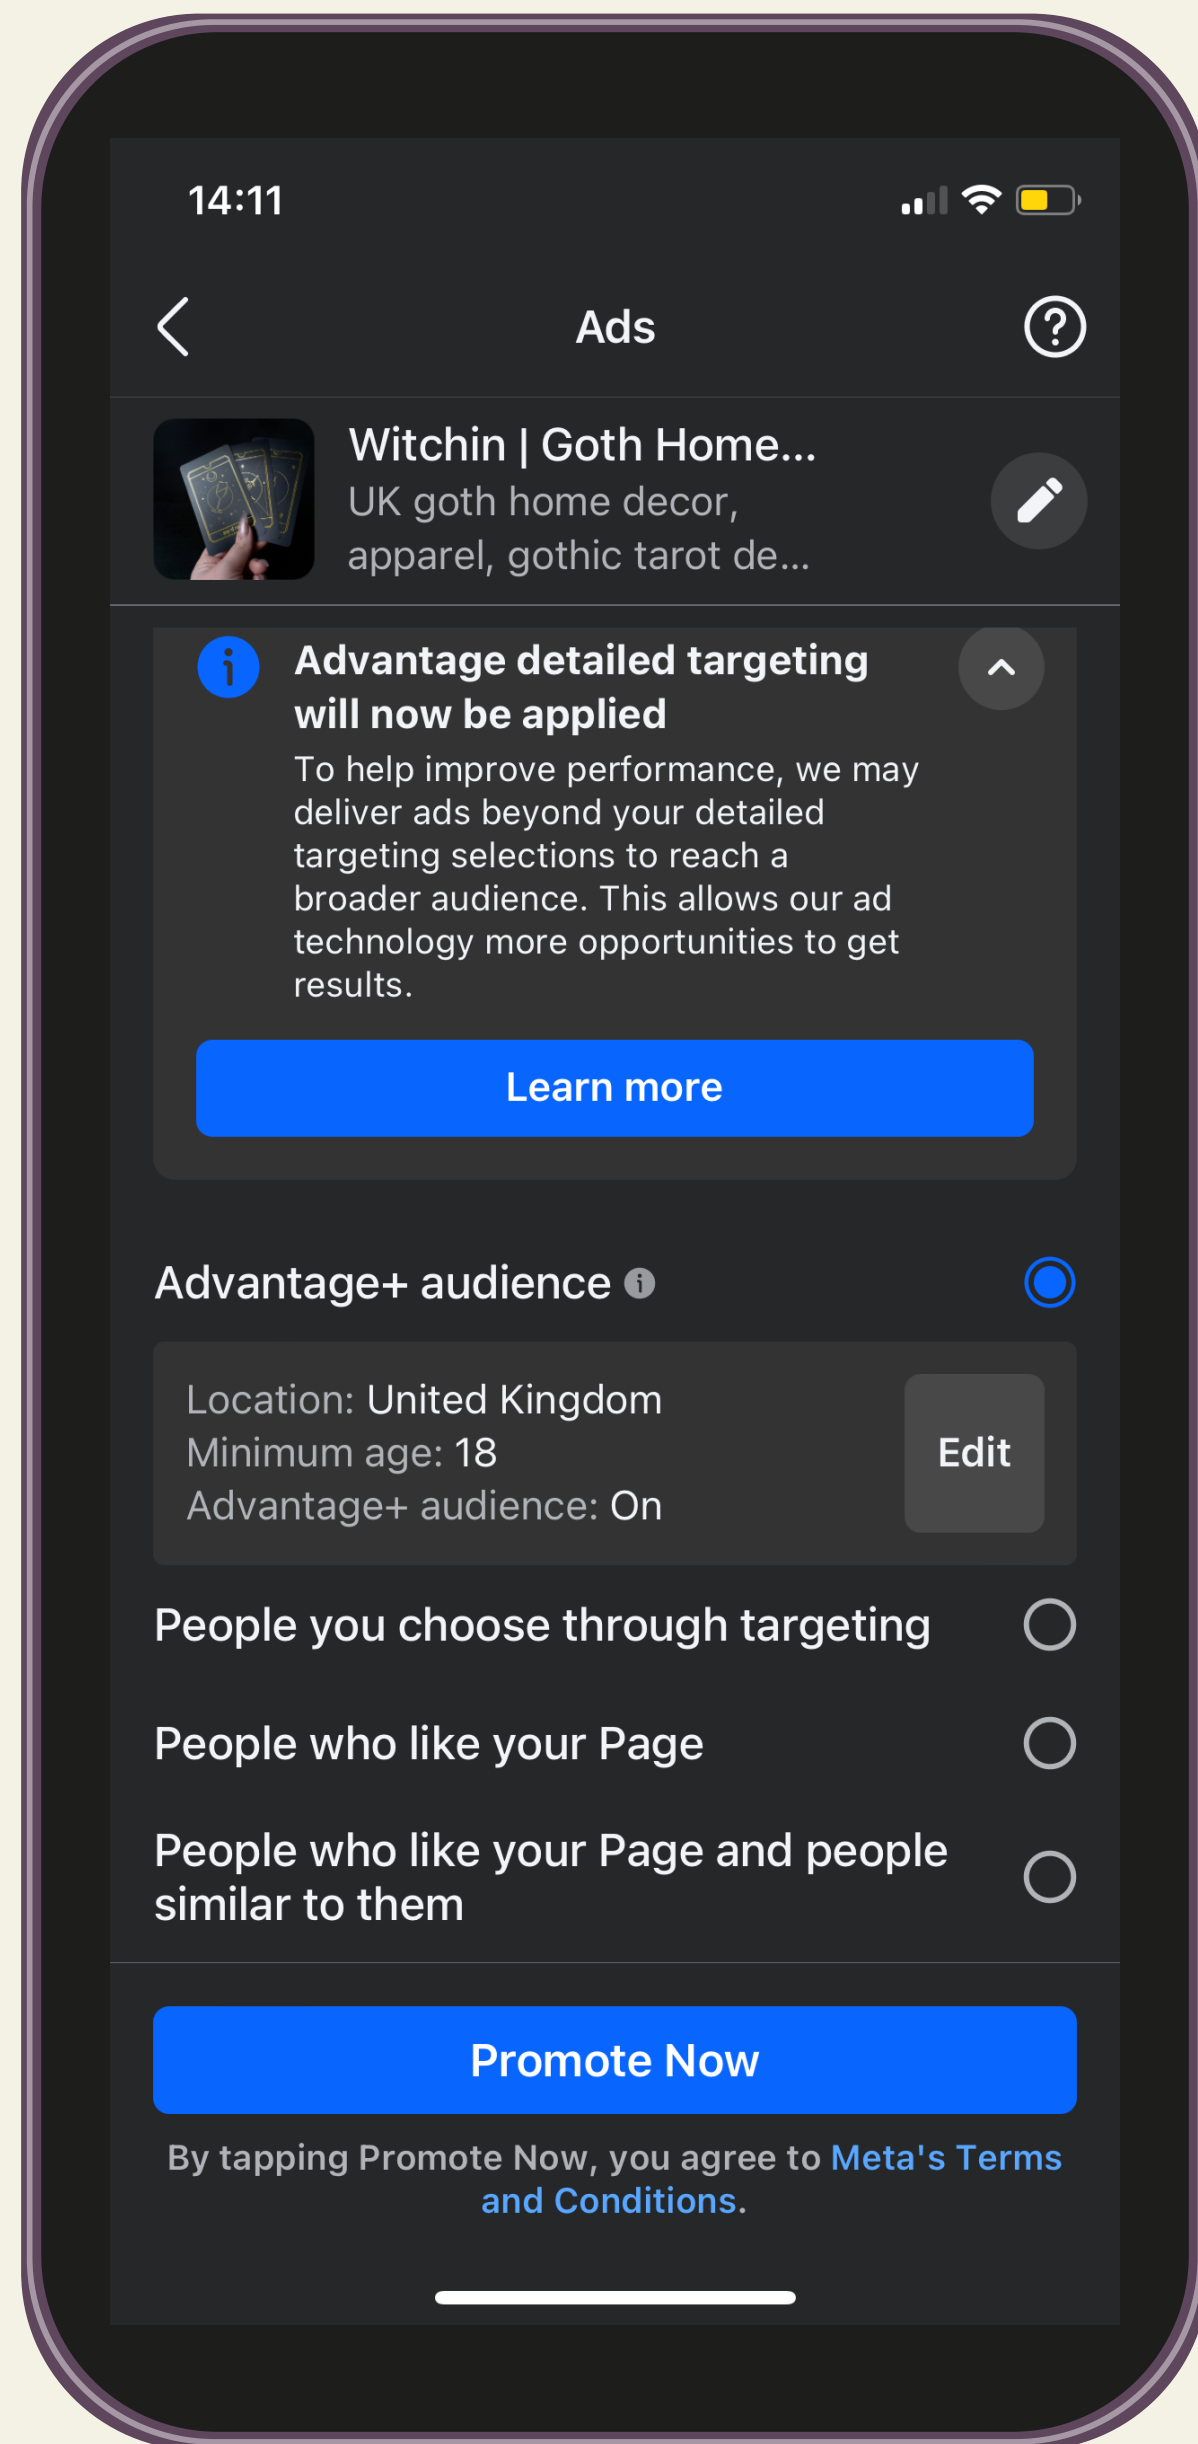 14:11
Ads
Witchin | Goth Home...
UK goth home decor,
apparel, gothic tarot de...
Advantage detailed targeting
will now be applied
To help improve performance, we may
deliver ads beyond your detailed
targeting selections to reach a
broader audience. This allows our ad
technology more opportunities to get
results.
Learn more
Advantage+ audience
Location: United Kingdom
Minimum age: 18
Advantage+ audience: On
Edit
People you choose through targeting
People who like your Page
People who like your Page and people
similar to them
Promote Now
By tapping Promote Now, you agree to Meta's Terms
and Conditions.